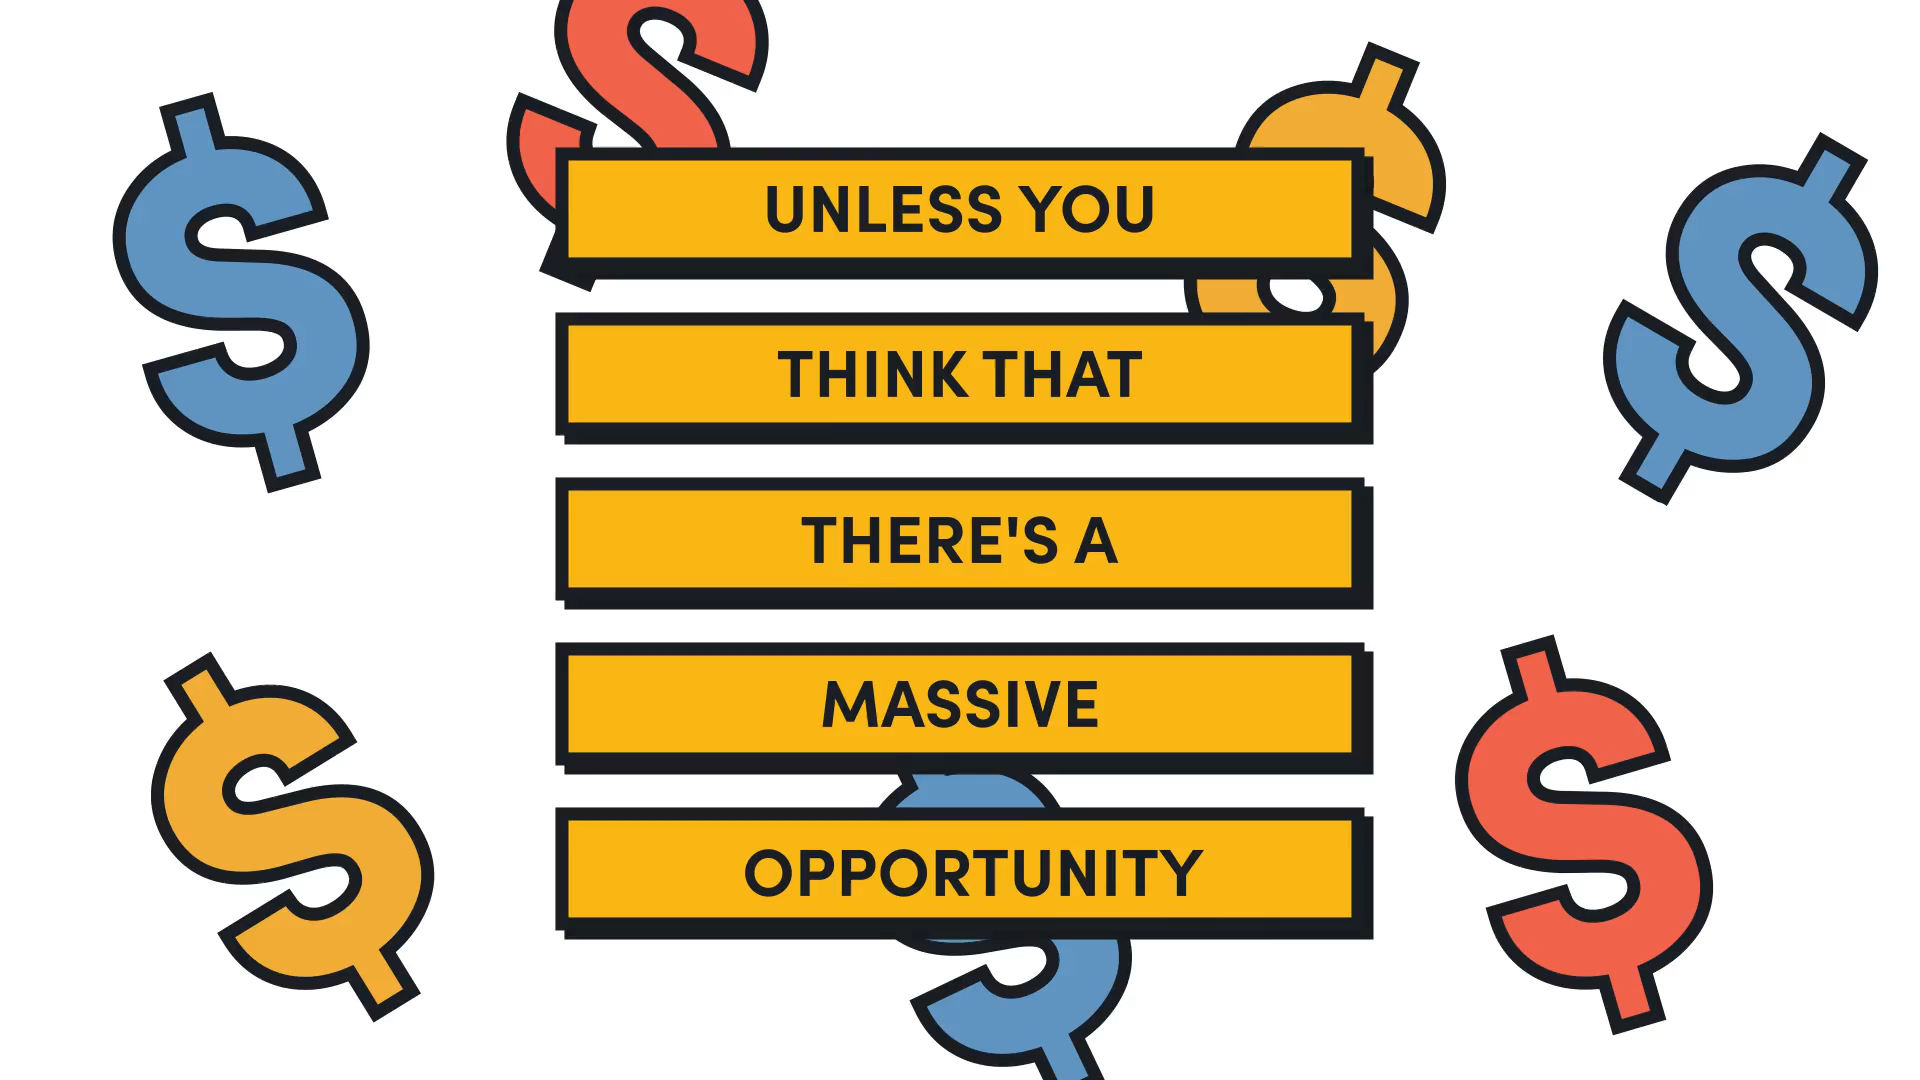 UNLESS YOU
THINK THAT
THERE'S A
MASSIVE
OPPORTUNITY